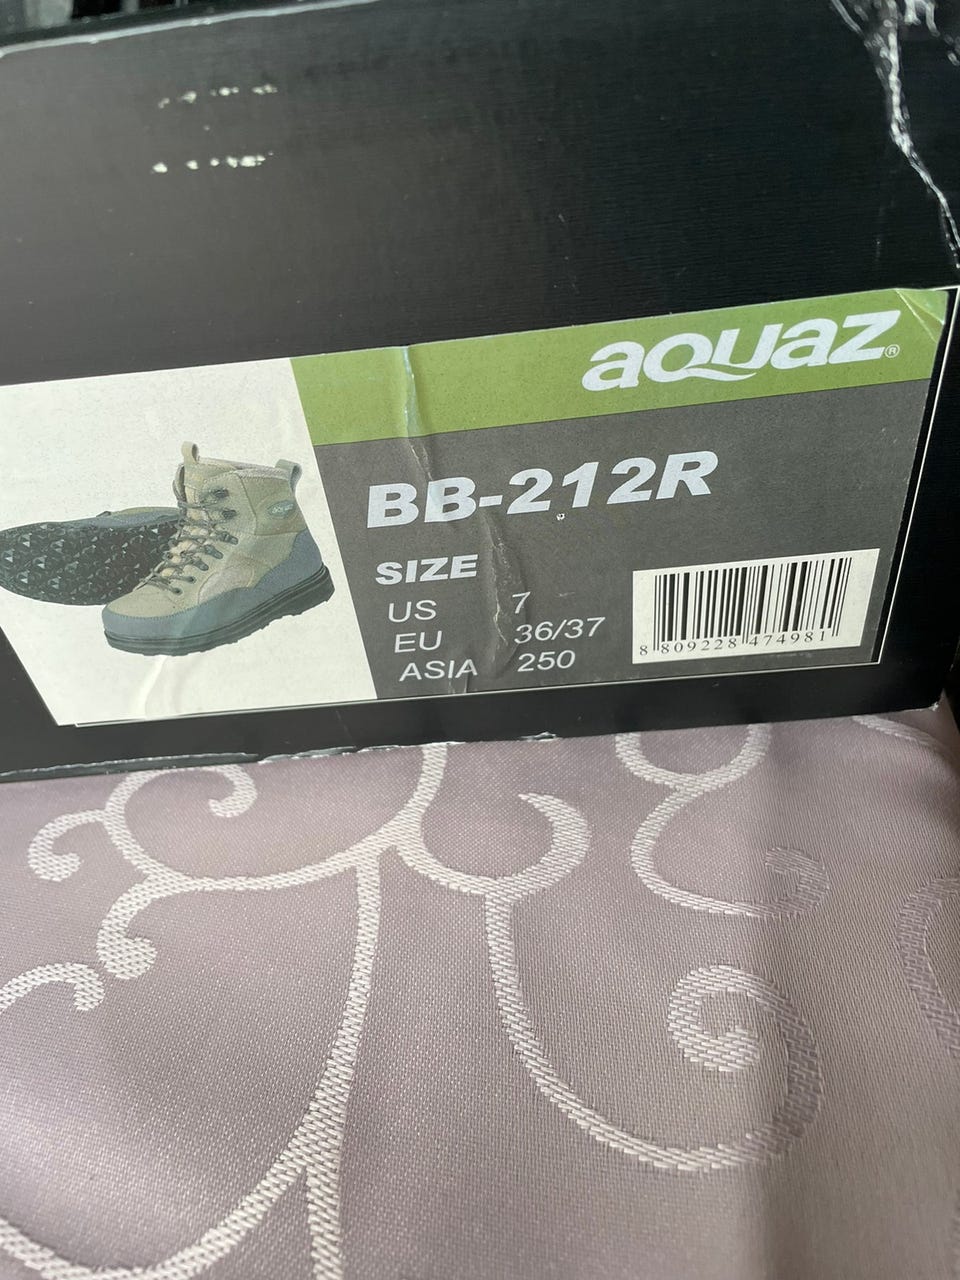 aquaz®
BB-212R
SIZE
US 7
EU 36/37
ASIA 250
8 809228 474981